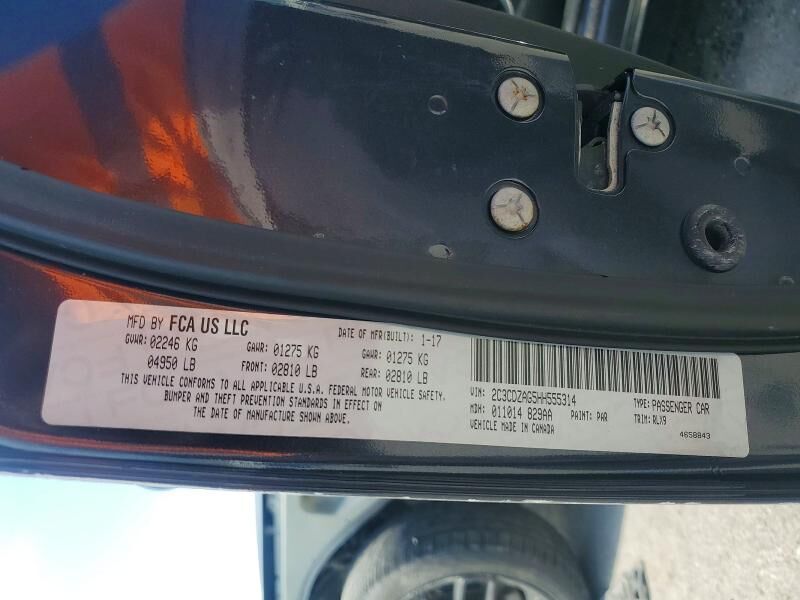 MFD BY FCA US LLC
DATE OF MFR(BUILT): 1-17
GVWR: 02246 KG
04950 LB
GAWR: 01275 KG
FRONT: 02810 LB
GAWR: 01275 KG
REAR: 02810 LB
THIS VEHICLE CONFORMS TO ALL APPLICABLE U.S.A. FEDERAL MOTOR VEHICLE SAFETY.
BUMPER AND THEFT PREVENTION STANDARDS IN EFFECT ON
THE DATE OF MANUFACTURE SHOWN ABOVE.
VIN: 2C3CDZAG5HH555314
TYPE: PASSENGER CAR
MDH: 011014 829AA
PAINT: PAR
TRIM: RLX9
VEHICLE MADE IN CANADA
4658843